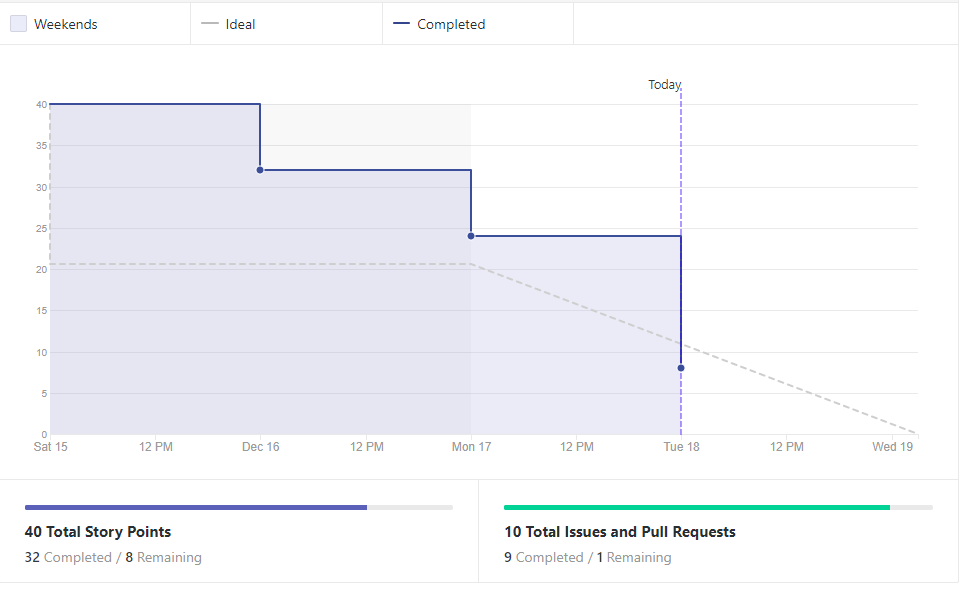 Weekends
Ideal
Completed
Today
40
35
30
25
20
15
10
5
0
Sat 15 12 PM Dec 16 12 PM Mon 17 12 PM Tue 18 12 PM Wed 19
40 Total Story Points
32 Completed / 8 Remaining
10 Total Issues and Pull Requests
9 Completed / 1 Remaining